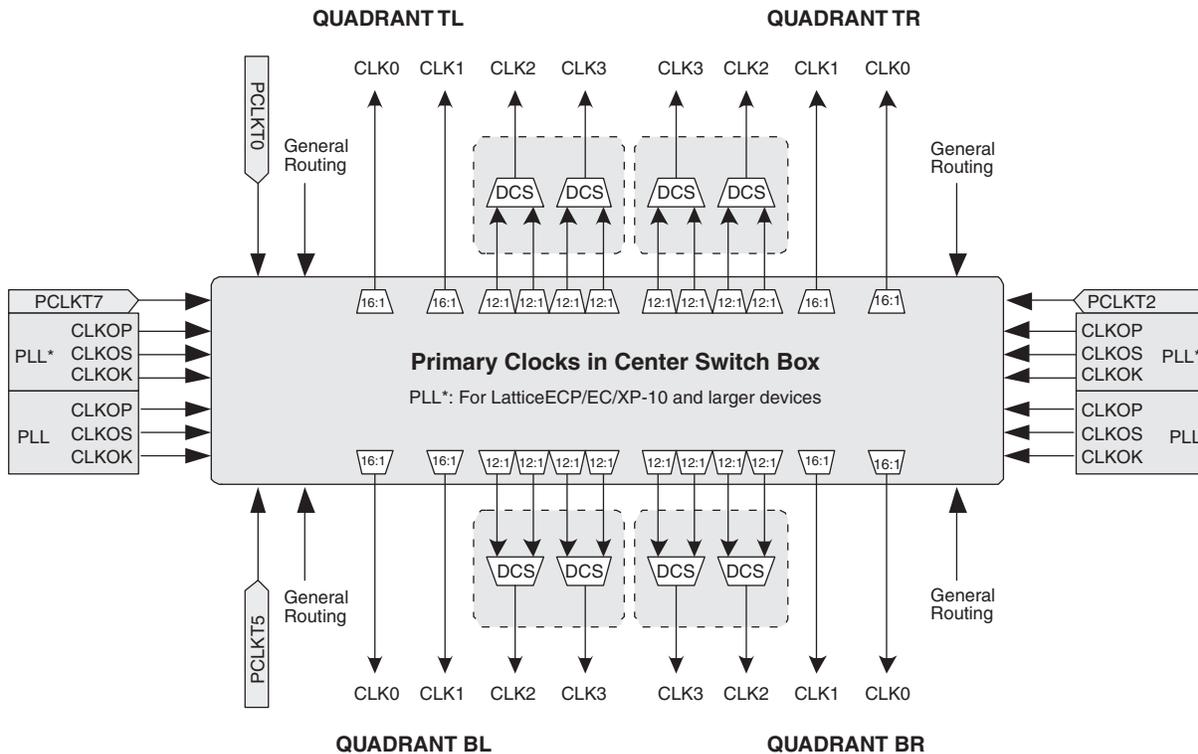 QUADRANT TL
QUADRANT TR
CLK0 CLK1 CLK2 CLK3 CLK3 CLK2 CLK1 CLK0
PCLKT0
General
Routing
General
Routing
DCS DCS DCS DCS
16:1 16:1 12:1 12:1 12:1 12:1 12:1 12:1 12:1 12:1 16:1 16:1
PCLKT7
CLKOP
PLL* CLKOS
CLKOK
CLKOP
PLL CLKOS
CLKOK
Primary Clocks in Center Switch Box
PLL*: For LatticeECP/EC/XP-10 and larger devices
PCLKT2
CLKOP
CLKOS PLL*
CLKOK
CLKOP
CLKOS PLL
CLKOK
16:1 16:1 12:1 12:1 12:1 12:1 12:1 12:1 12:1 12:1 16:1 16:1
DCS DCS DCS DCS
PCLKT5
General
Routing
General
Routing
CLK0 CLK1 CLK2 CLK3 CLK3 CLK2 CLK1 CLK0
QUADRANT BL
QUADRANT BR